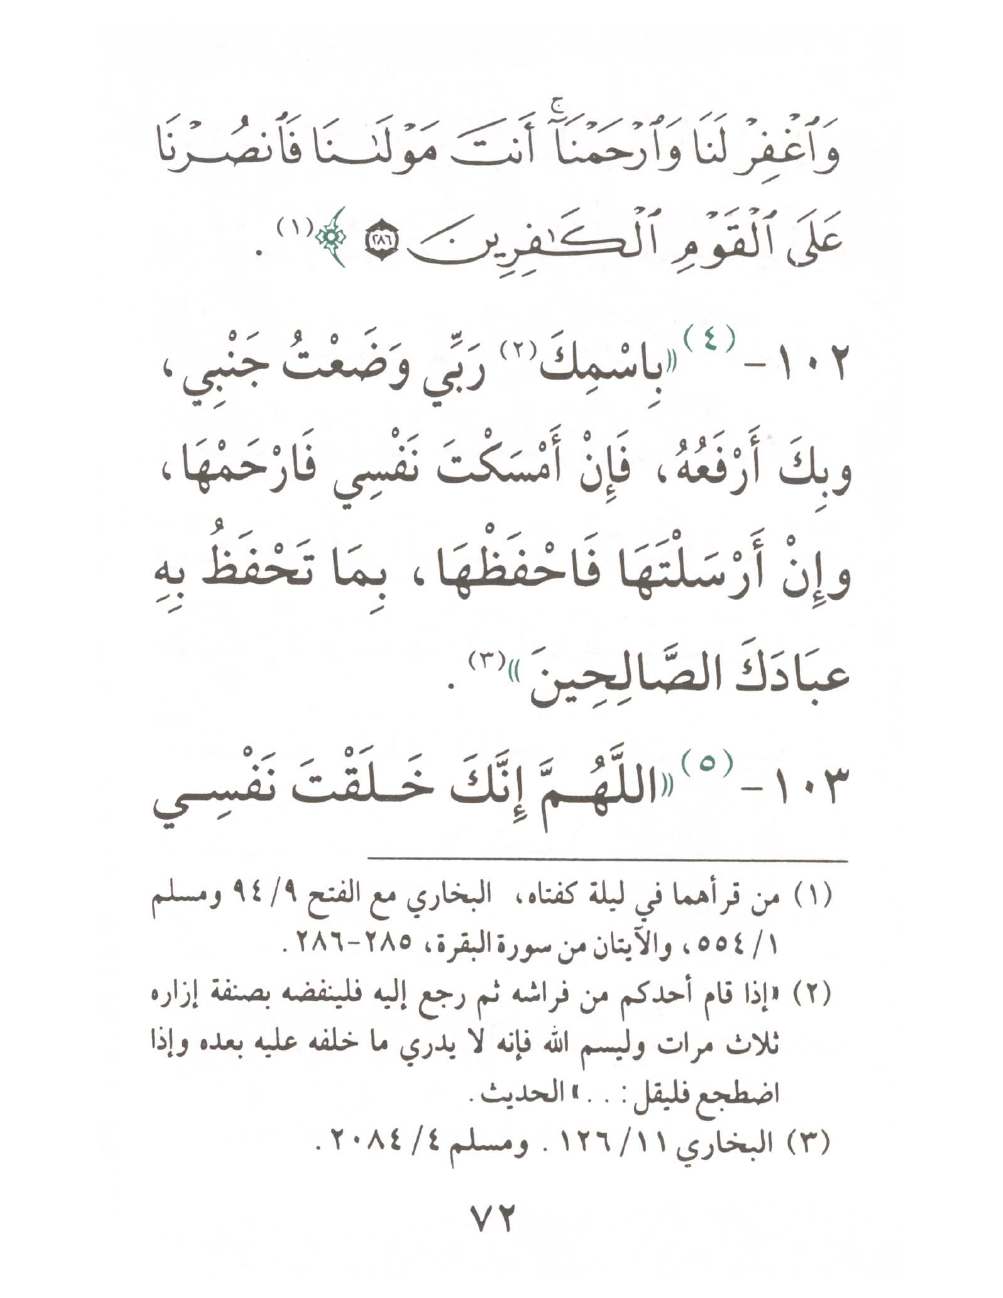 وَٱغْفِرْ لَنَا وَٱرْحَمْنَآ ۚ أَنتَ مَوْلَىٰنَا فَٱنصُرْنَا
عَلَى ٱلْقَوْمِ ٱلْكَٰفِرِينَ ٢٨٦ ﴾(١) .
١٠٢- (٤) «بِاسْمِكَ(٢) رَبِّي وَضَعْتُ جَنْبِي،
وبِكَ أَرْفَعُهُ، فَإِنْ أَمْسَكْتَ نَفْسِي فَارْحَمْهَا،
وإِنْ أَرْسَلْتَهَا فَاحْفَظْهَا، بِمَا تَحْفَظُ بِهِ
عبَادَكَ الصَّالِحِينَ»(٣) .
١٠٣- (٥) «اللَّهُمَّ إِنَّكَ خَلَقْتَ نَفْسِي
(١) من قرأهما في ليلة كفتاه، البخاري مع الفتح ٩/ ٩٤ ومسلم
١/ ٥٥٤، والآيتان من سورة البقرة، ٢٨٥-٢٨٦ .
(٢) «إذا قام أحدكم من فراشه ثم رجع إليه فلينفضه بصنفة إزاره
ثلاث مرات وليسم الله فإنه لا يدري ما خلفه عليه بعده وإذا
اضطجع فليقل: . . .» الحديث .
(٣) البخاري ١١/ ١٢٦ . ومسلم ٤/ ٢٠٨٤ .
٧٢